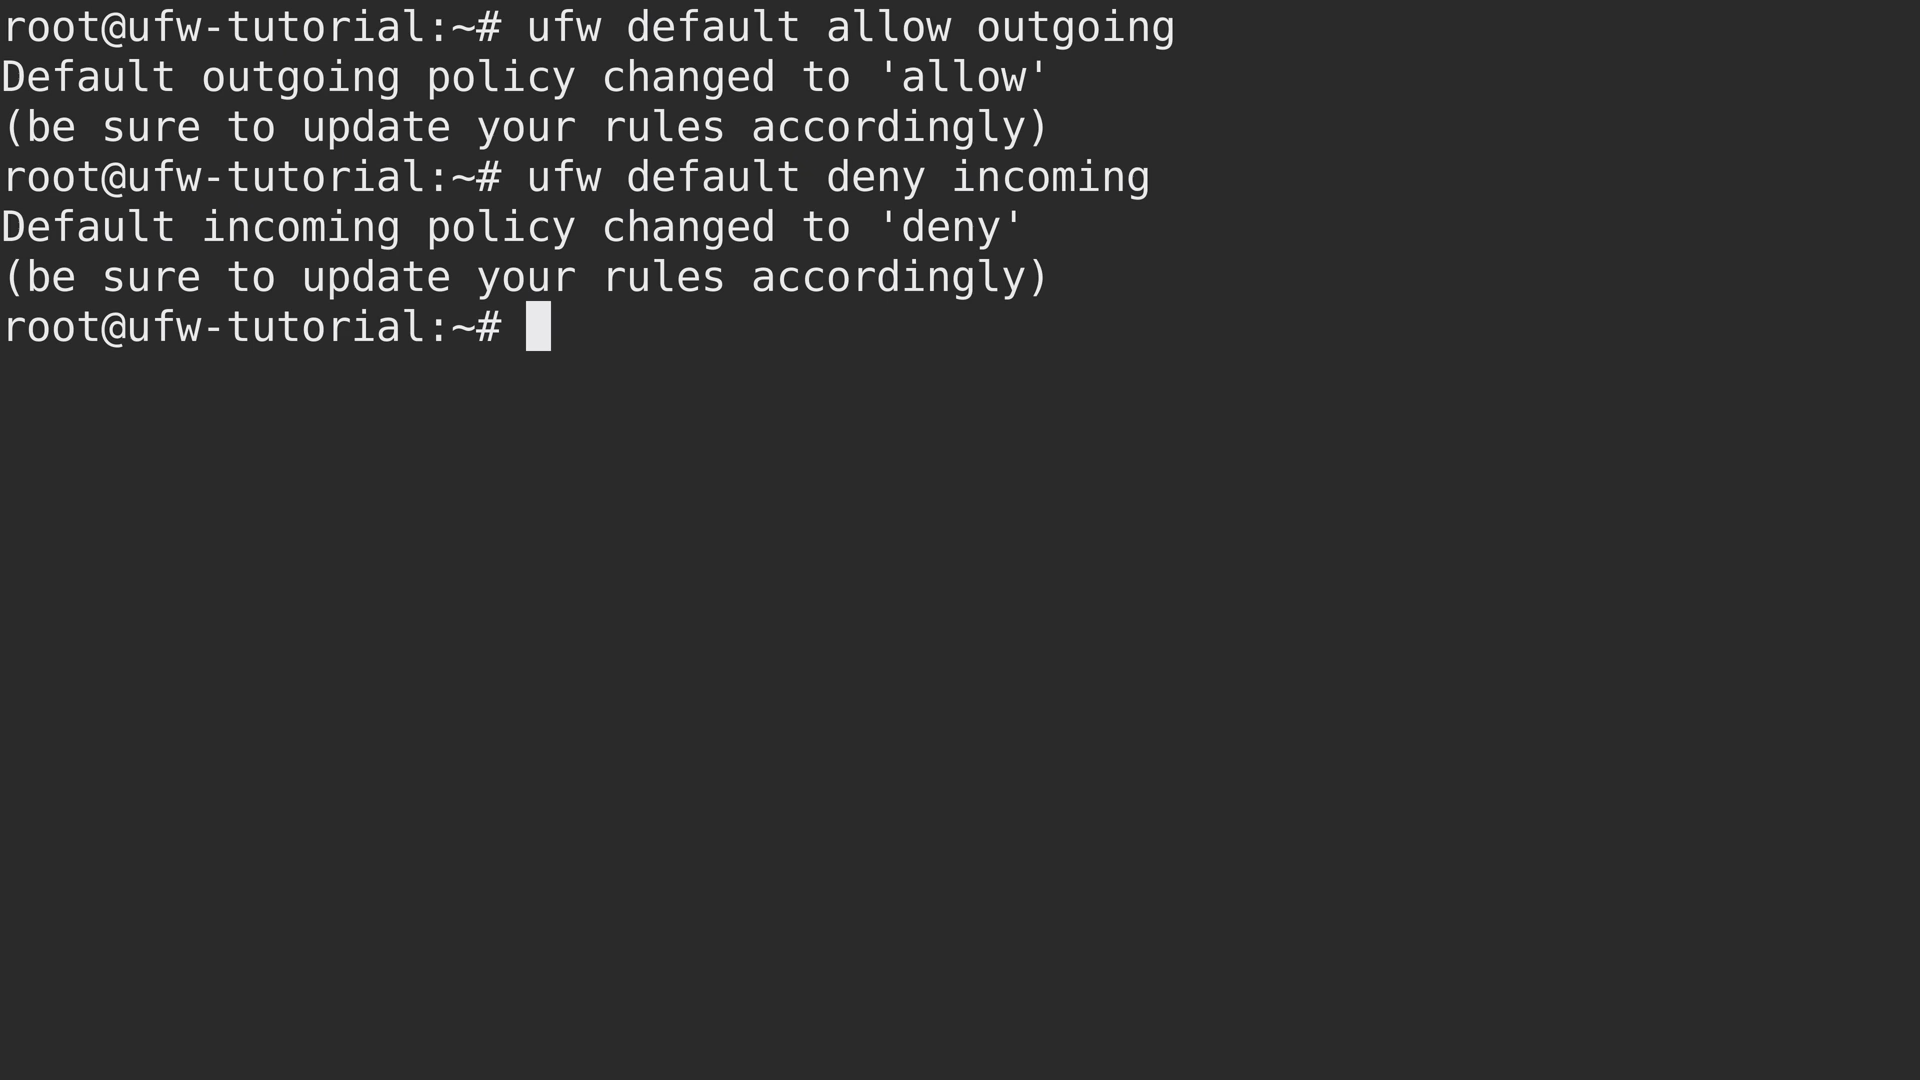 root@ufw-tutorial:~# ufw default allow outgoing
Default outgoing policy changed to 'allow'
(be sure to update your rules accordingly)
root@ufw-tutorial:~# ufw default deny incoming
Default incoming policy changed to 'deny'
(be sure to update your rules accordingly)
root@ufw-tutorial:~#